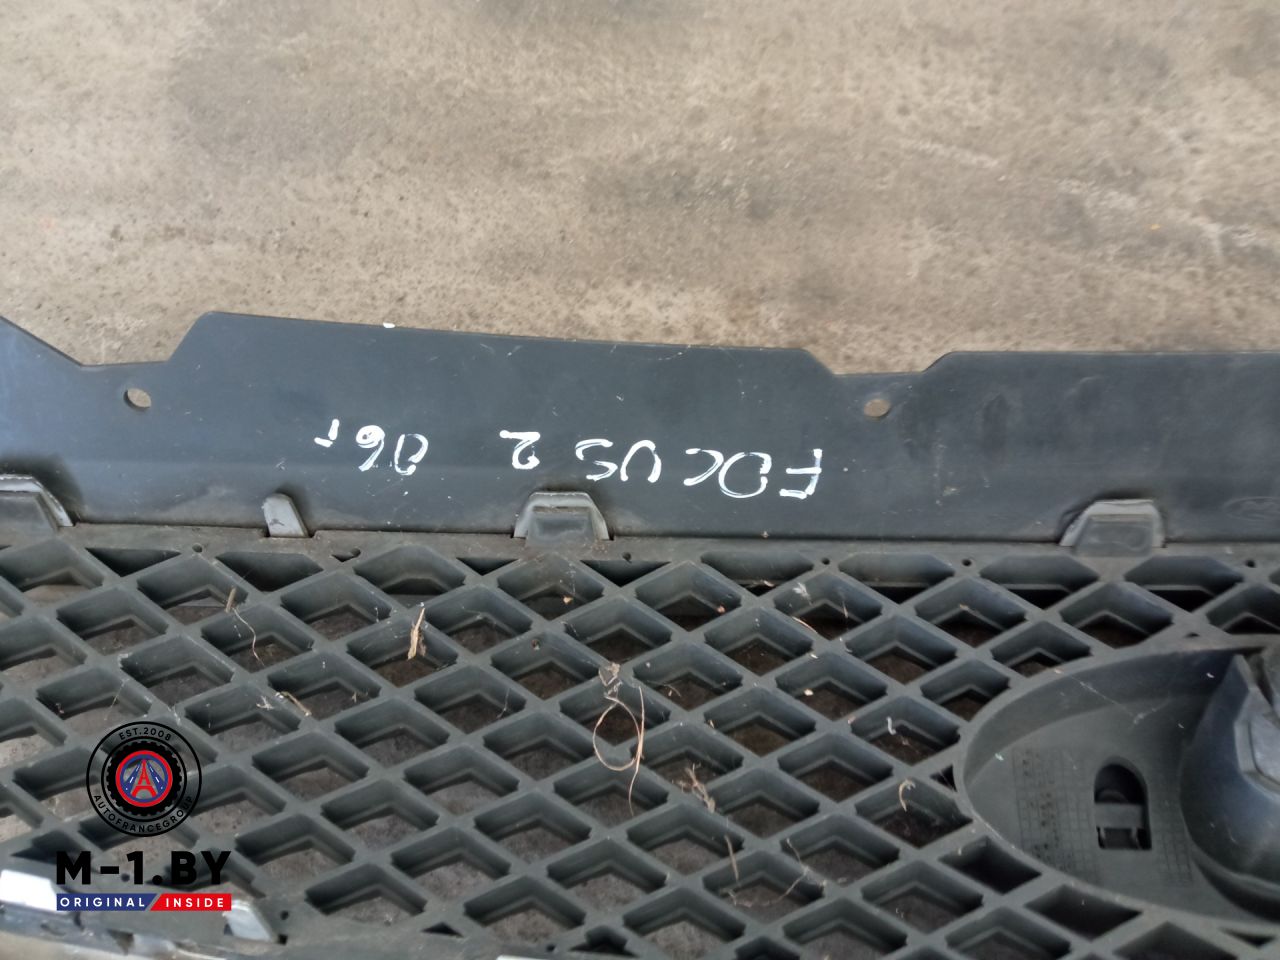 FOCUS 2 06г
EST.2008
AUTOFRANCEGROUP
M-1.BY
ORIGINAL INSIDE